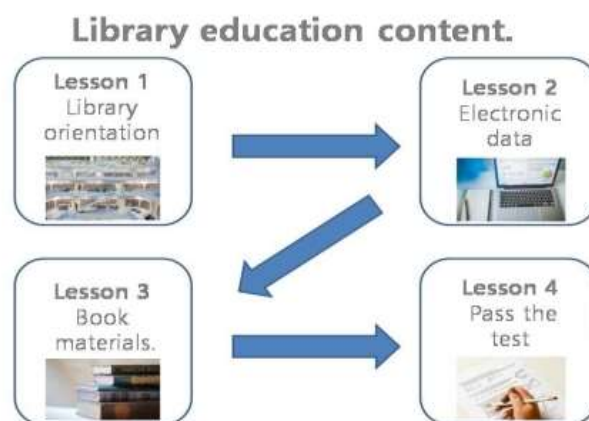 Library education content.
Lesson 1
Library
orientation
Lesson 2
Electronic
data
Lesson 3
Book
materials.
Lesson 4
Pass the
test